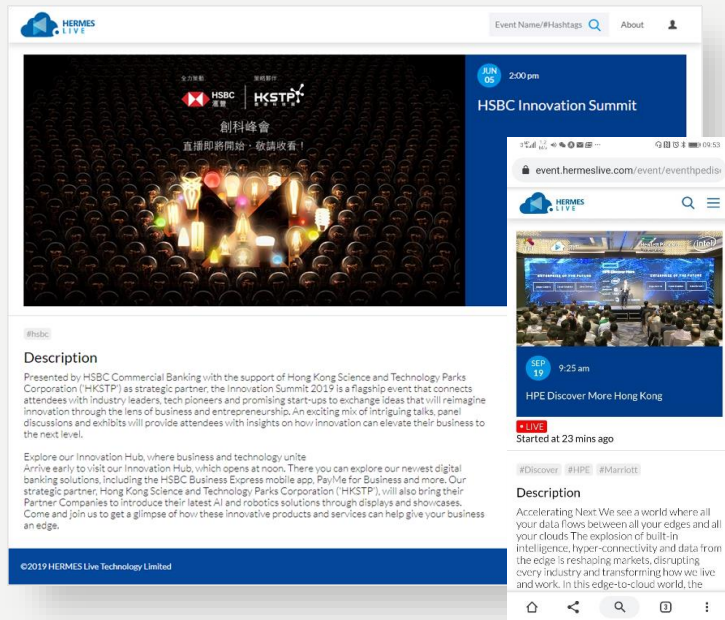 HERMES
LIVE
Event Name/#Hashtags
About
全力策動
策略夥伴
HSBC
滙豐
HKSTP
創科峰會
直播即將開始，敬請收看！
JUN
05
2:00 pm
HSBC Innovation Summit
#hsbc
Description
Presented by HSBC Commercial Banking with the support of Hong Kong Science and Technology Parks
Corporation ('HKSTP') as strategic partner, the Innovation Summit 2019 is a flagship event that connects
attendees with industry leaders, tech pioneers and promising start-ups to exchange ideas that will reimagine
innovation through the lens of business and entrepreneurship. An exciting mix of intriguing talks, panel
discussions and exhibits will provide attendees with insights on how innovation can elevate their business to
the next level.
Explore our Innovation Hub, where business and technology unite
Arrive early to visit our Innovation Hub, which opens at noon. There you can explore our newest digital
banking solutions, including the HSBC Business Express mobile app, PayMe for Business and more. Our
strategic partner, Hong Kong Science and Technology Parks Corporation ("HKSTP"), will also bring their
Partner Companies to introduce their latest AI and robotics solutions through displays and showcases.
Come and join us to get a glimpse of how these innovative products and services can help give your business
an edge.
©2019 HERMES Live Technology Limited
09:53
event.hermeslive.com/event/eventhpedis
HERMES
LIVE
intel
SEP
19
9:25 am
HPE Discover More Hong Kong
• LIVE
Started at 23 mins ago
#Discover #HPE #Marriott
Description
Accelerating Next We see a world where all
your data flows between all your edges and all
your clouds The explosion of built-in
intelligence, hyper-connectivity and data from
the edge is reshaping markets, disrupting
every industry and transforming how we live
and work. In this edge-to-cloud world, the
3